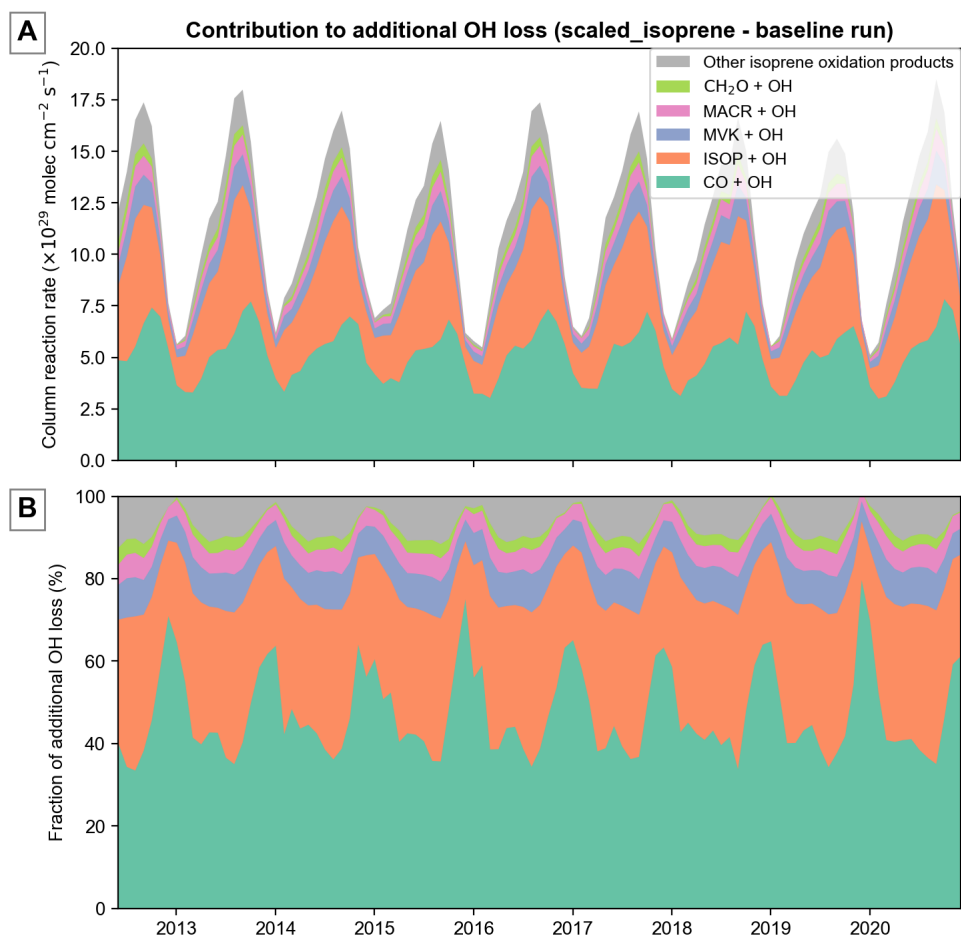 A
Contribution to additional OH loss (scaled_isoprene - baseline run)
Column reaction rate (×10²⁹ molec cm⁻² s⁻¹)
20.0
17.5
15.0
12.5
10.0
7.5
5.0
2.5
0.0
Other isoprene oxidation products
CH₂O + OH
MACR + OH
MVK + OH
ISOP + OH
CO + OH
B
Fraction of additional OH loss (%)
100
80
60
40
20
0
2013 2014 2015 2016 2017 2018 2019 2020